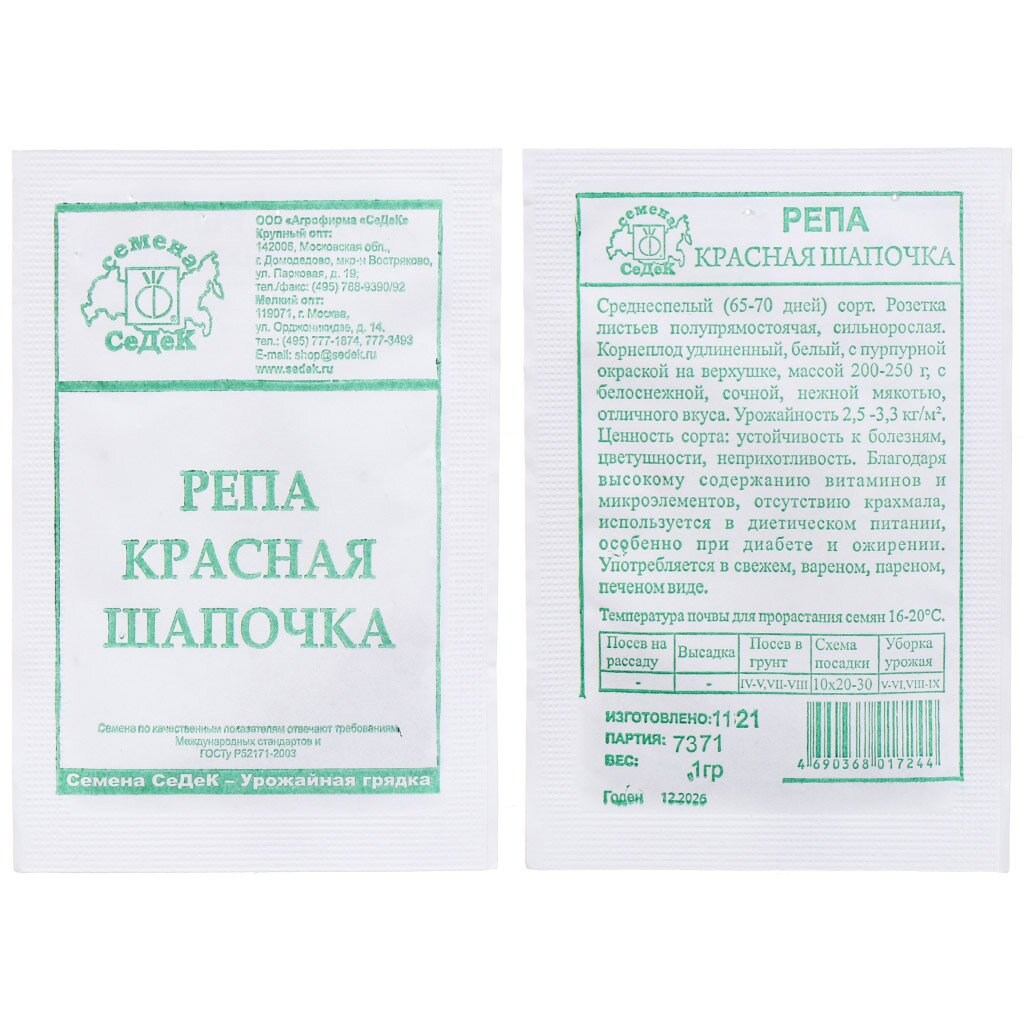 семена
СеДеК
ООО «Агрофирма «СеДеК»
Крупный опт:
142006, Московская обл.,
г. Домодедово, мкр-н Востряково,
ул. Парковая, д. 19;
тел./факс: (495) 788-9390/92
Мелкий опт:
119071, г. Москва,
ул. Орджоникидзе, д. 14.
тел.: (495) 777-1874, 777-3493
E-mail: shop@sedek.ru
www.sedek.ru
РЕПА
КРАСНАЯ
ШАПОЧКА
Семена по качественным показателям отвечают требованиям
Международных стандартов и
ГОСТу Р52171-2003
Семена СеДеК – Урожайная грядка
семена
СеДеК
РЕПА
КРАСНАЯ ШАПОЧКА
Среднеспелый (65-70 дней) сорт. Розетка
листьев полупрямостоячая, сильнорослая.
Корнеплод удлиненный, белый, с пурпурной
окраской на верхушке, массой 200-250 г, с
белоснежной, сочной, нежной мякотью,
отличного вкуса. Урожайность 2,5 -3,3 кг/м².
Ценность сорта: устойчивость к болезням,
цветушности, неприхотливость. Благодаря
высокому содержанию витаминов и
микроэлементов, отсутствию крахмала,
используется в диетическом питании,
особенно при диабете и ожирении.
Употребляется в свежем, вареном, пареном,
печеном виде.
Температура почвы для прорастания семян 16-20°С.
Посев на рассаду Высадка Посев в грунт Схема посадки Уборка урожая
- - IV-V,VII-VIII 10х20-30 V-VI,VIII-IX
ИЗГОТОВЛЕНО: 11 21
ПАРТИЯ: 7371
ВЕС: 1гр
Годен 12.2026
4 690368 017244